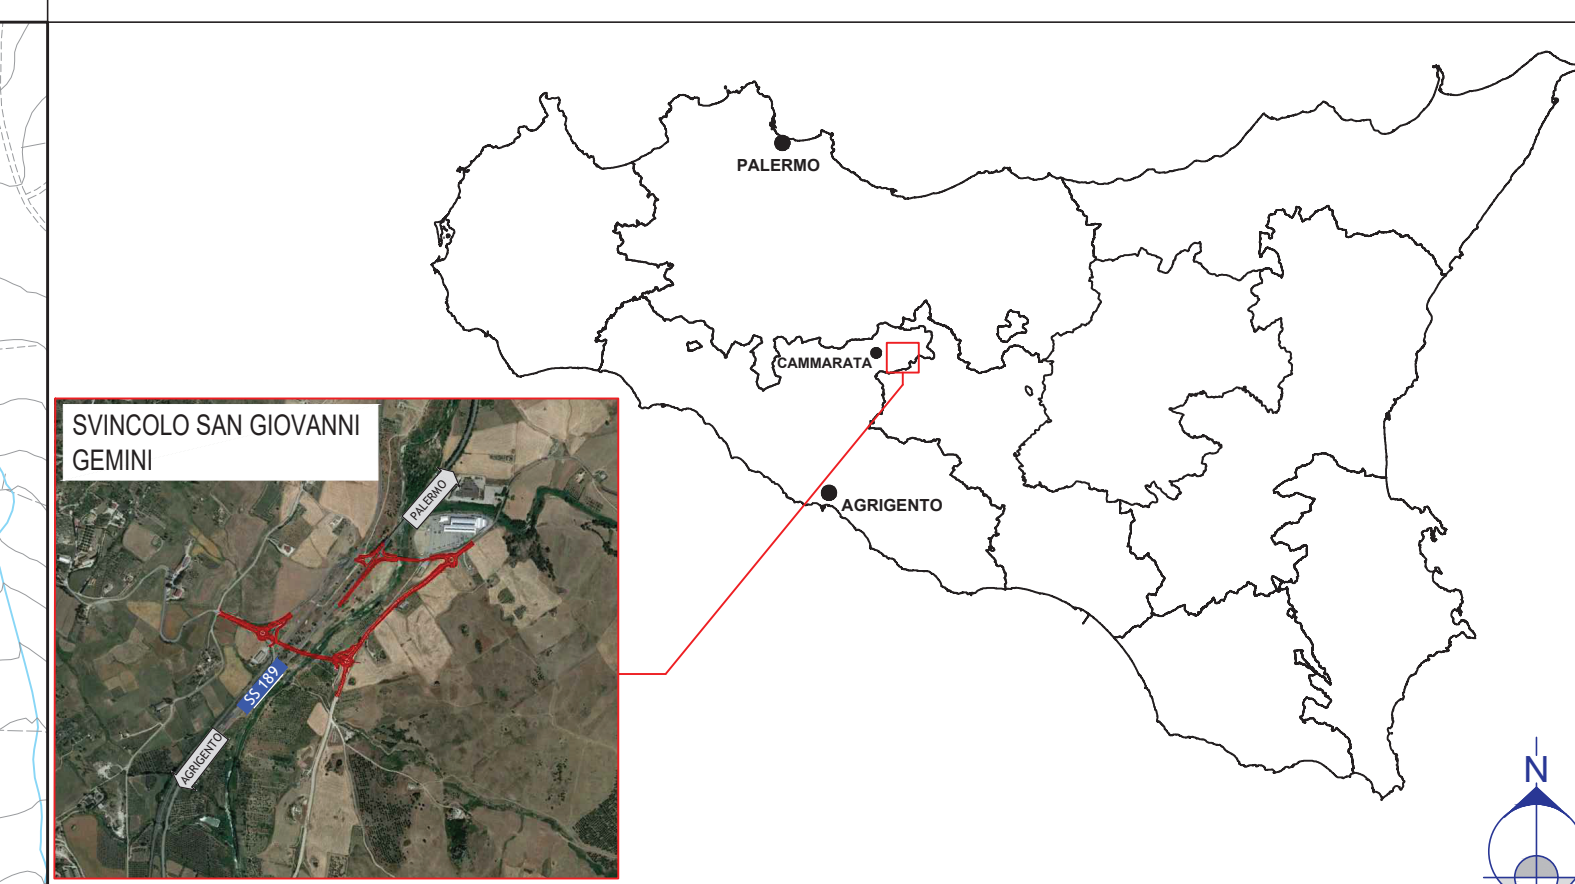 PALERMO
CAMMARATA
AGRIGENTO
SVINCOLO SAN GIOVANNI
GEMINI
PALERMO
SS 189
AGRIGENTO
N